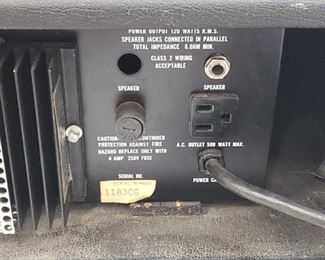 POWER OUTPUT 120 WATTS R.M.S.
SPEAKER JACKS CONNECTED IN PARALLEL
TOTAL IMPEDANCE 8.OHM MIN.
CLASS 2 WIRING
ACCEPTABLE
SPEAKER
SPEAKER
CAUTION: CONTINUED
PROTECTION AGAINST FIRE
HAZARD REPLACE ONLY WITH
4 AMP 250V FUSE
A.C. OUTLET 500 WATT MAX.
SERIAL NO.
POWER
SERIAL NUMBER
118306